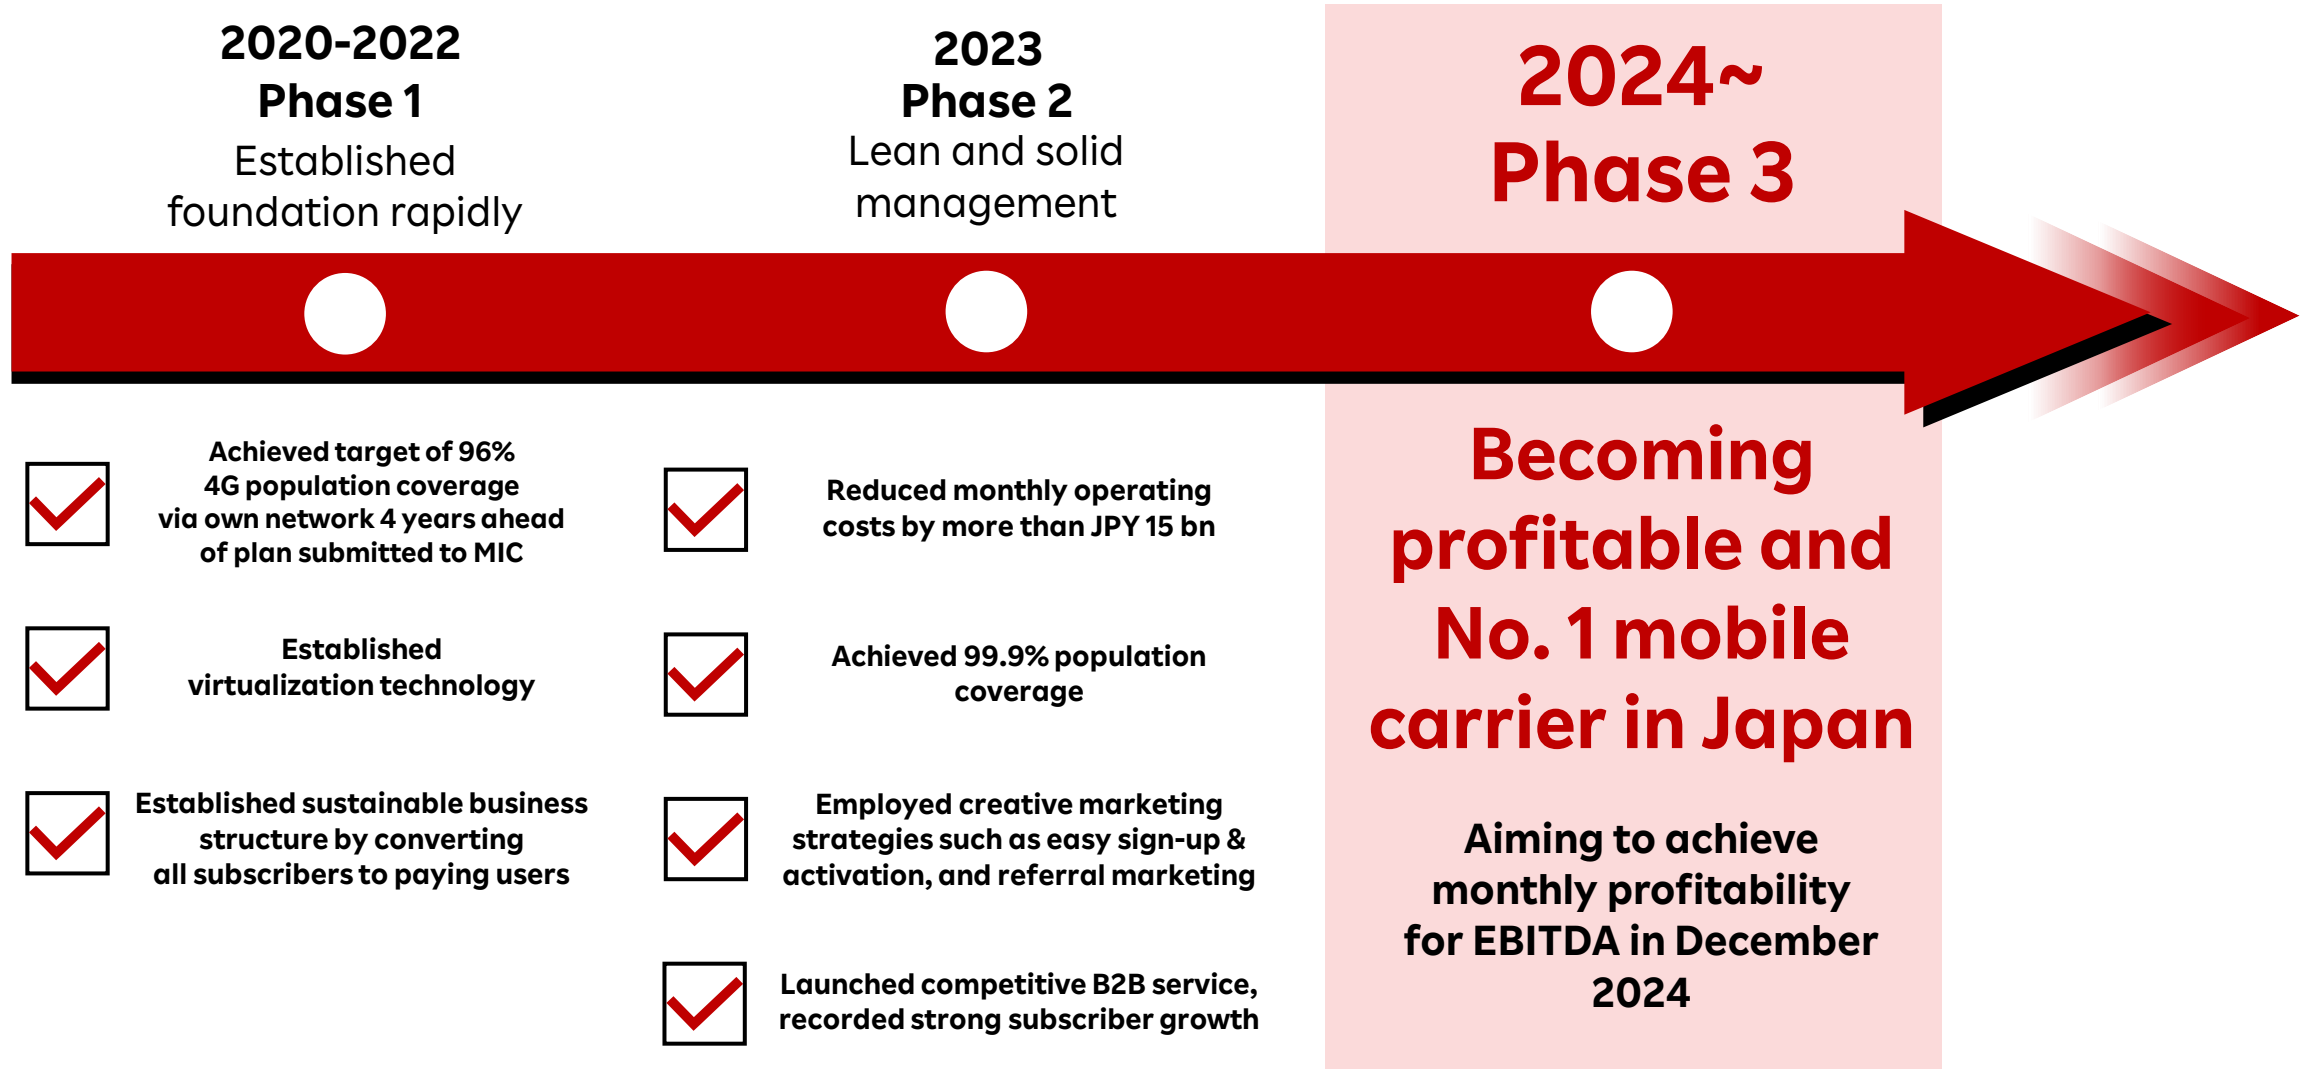 2020-2022
Phase 1
Established
foundation rapidly
2023
Phase 2
Lean and solid
management
2024~
Phase 3
Achieved target of 96%
4G population coverage
via own network 4 years ahead
of plan submitted to MIC
Established
virtualization technology
Established sustainable business
structure by converting
all subscribers to paying users
Reduced monthly operating
costs by more than JPY 15 bn
Achieved 99.9% population
coverage
Employed creative marketing
strategies such as easy sign-up &
activation, and referral marketing
Launched competitive B2B service,
recorded strong subscriber growth
Becoming
profitable and
No. 1 mobile
carrier in Japan
Aiming to achieve
monthly profitability
for EBITDA in December
2024